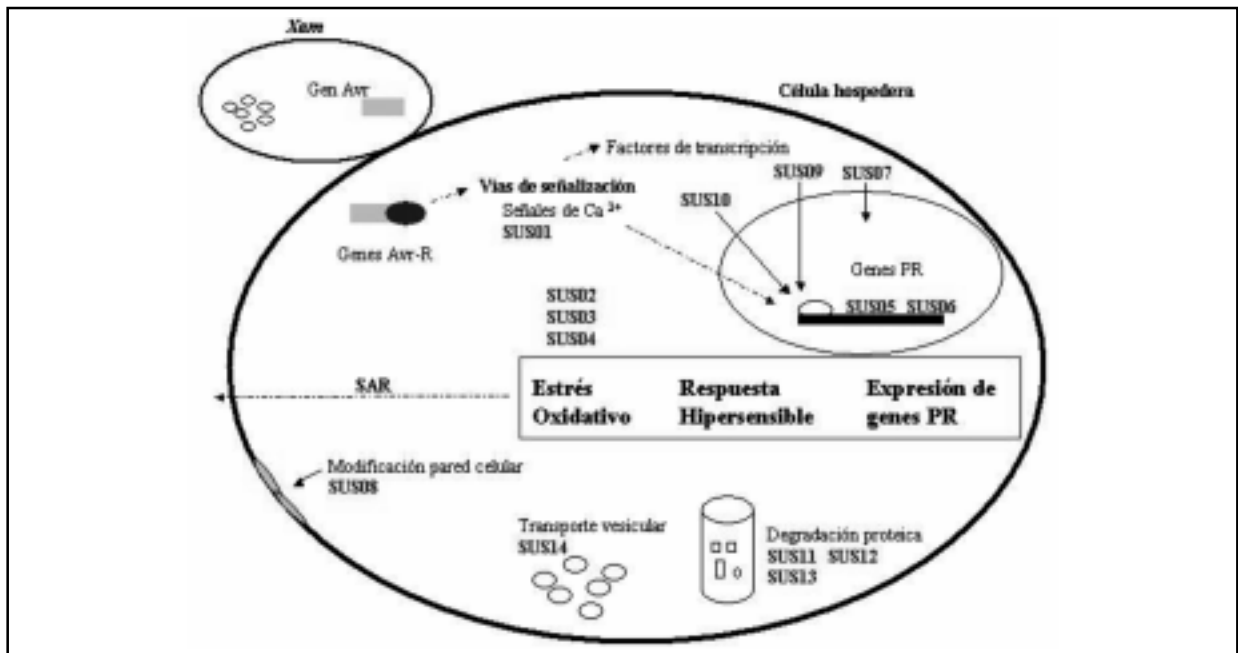 Xam
Gen Avr
Célula hospedera
Factores de transcripción
SUS09
SUS07
Vias de señalización
SUS10
Señales de Ca 2+
SUS01
Genes Avr-R
Genes PR
SUS02
SUS03
SUS04
SUS05 SUS06
SAR
Estrés
Oxidativo
Respuesta
Hipersensible
Expresión de
genes PR
Modificación pared celular
SUS08
Transporte vesicular
SUS14
Degradación proteica
SUS11 SUS12
SUS13